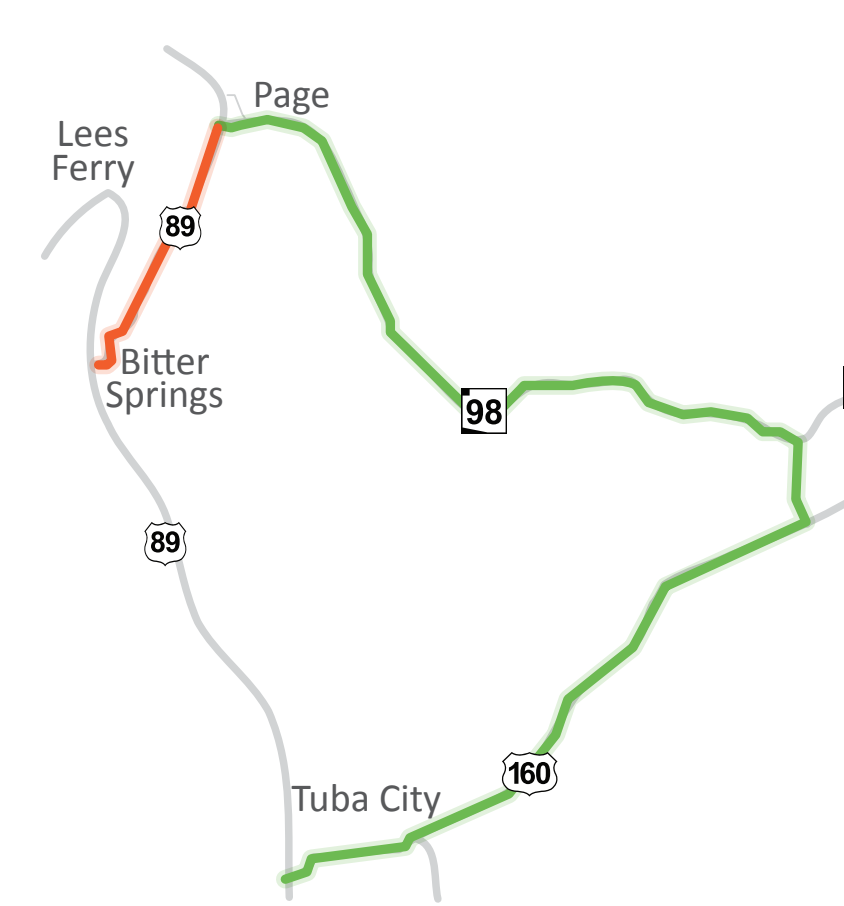 Page
Lees
Ferry
89
Bitter
Springs
98
89
160
Tuba City